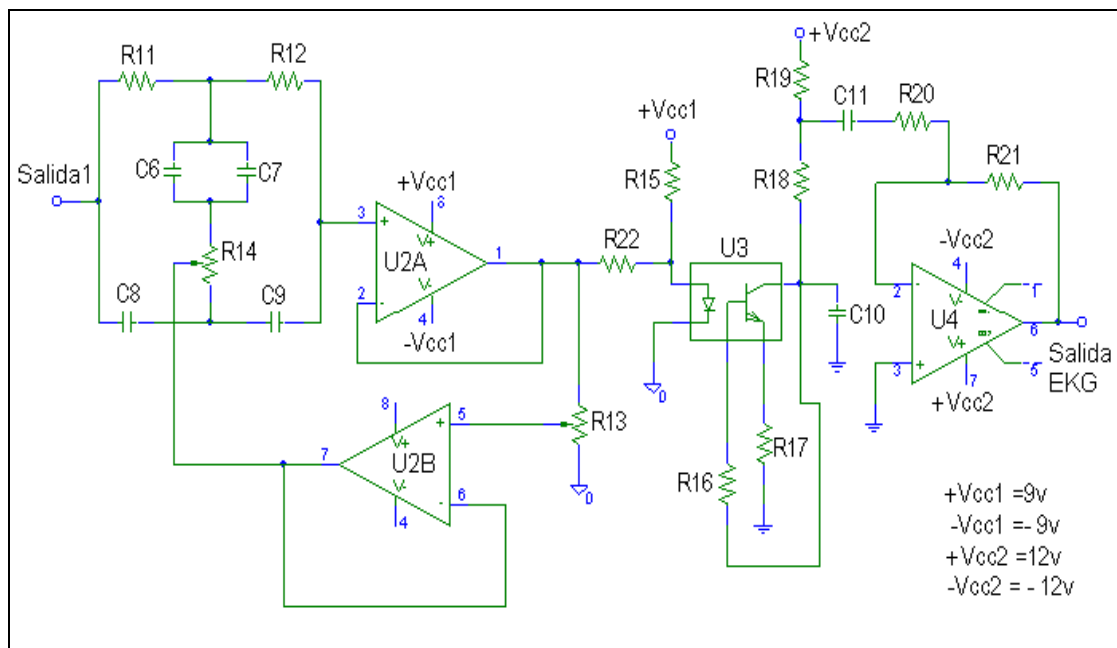 R11
R12
Salida1
C6
C7
R14
C8
C9
+Vcc1
8
3
+
V+
U2A
1
2
-
V-
4
-Vcc1
R22
+Vcc1
R15
U3
0
+Vcc2
R19
C11
R20
R18
R21
C10
R16
R17
-Vcc2
4
2
-
V-
1
U4
6
3
+
V+
7
5
+Vcc2
Salida
EKG
8
5
+
V+
7
U2B
V-
6
-
4
R13
0
+Vcc1 =9v
-Vcc1 =- 9v
+Vcc2 =12v
-Vcc2 = - 12v